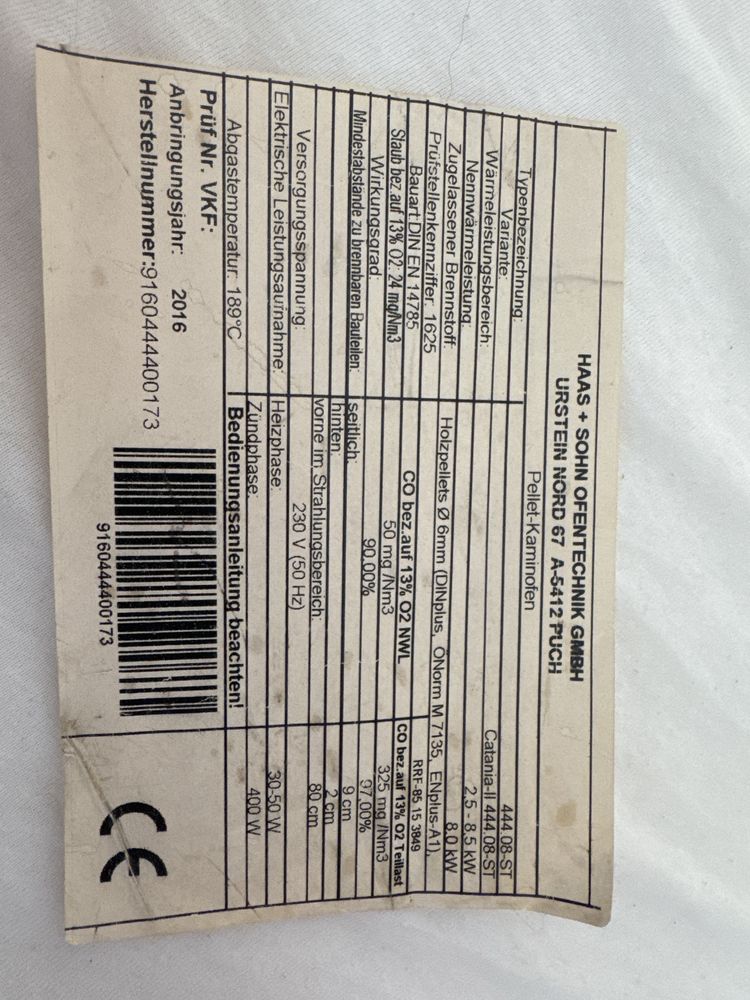 HAAS + SOHN OFENTECHNIK GMBH
URSTEIN NORD 67 A-5412 PUCH
Pellet-Kaminofen
Typenbezeichnung: 444.08-ST
Variante: Catania-II 444.08-ST
Wärmeleistungsbereich: 2,5 - 8,5 kW
Nennwärmeleistung: 8,0 kW
Zugelassener Brennstoff: Holzpellets Ø 6mm (DINplus, ÖNorm M 7135, ENplus-A1),
Prüfstellenkennziffer: 1625 RRF-85 15 3849
Bauart:DIN EN 14785 CO bez.auf 13% O2 NWL CO bez.auf 13% O2 Teillast
Staub bez.auf 13% O2: 24 mg/Nm3 50 mg /Nm3 325 mg /Nm3
Wirkungsgrad: 90,00% 97,00%
Mindestabstände zu brennbaren Bauteilen: seitlich: 9 cm
hinten: 2 cm
vorne im Strahlungsbereich: 80 cm
Versorgungsspannung: 230 V (50 Hz)
Elektrische Leistungsaufnahme: Heizphase: 30-50 W
Zündphase: 400 W
Abgastemperatur: 189°C Bedienungsanleitung beachten!
Prüf Nr. VKF:
Anbringungsjahr: 2016
Herstellnummer:9160444400173
9160444400173
CE